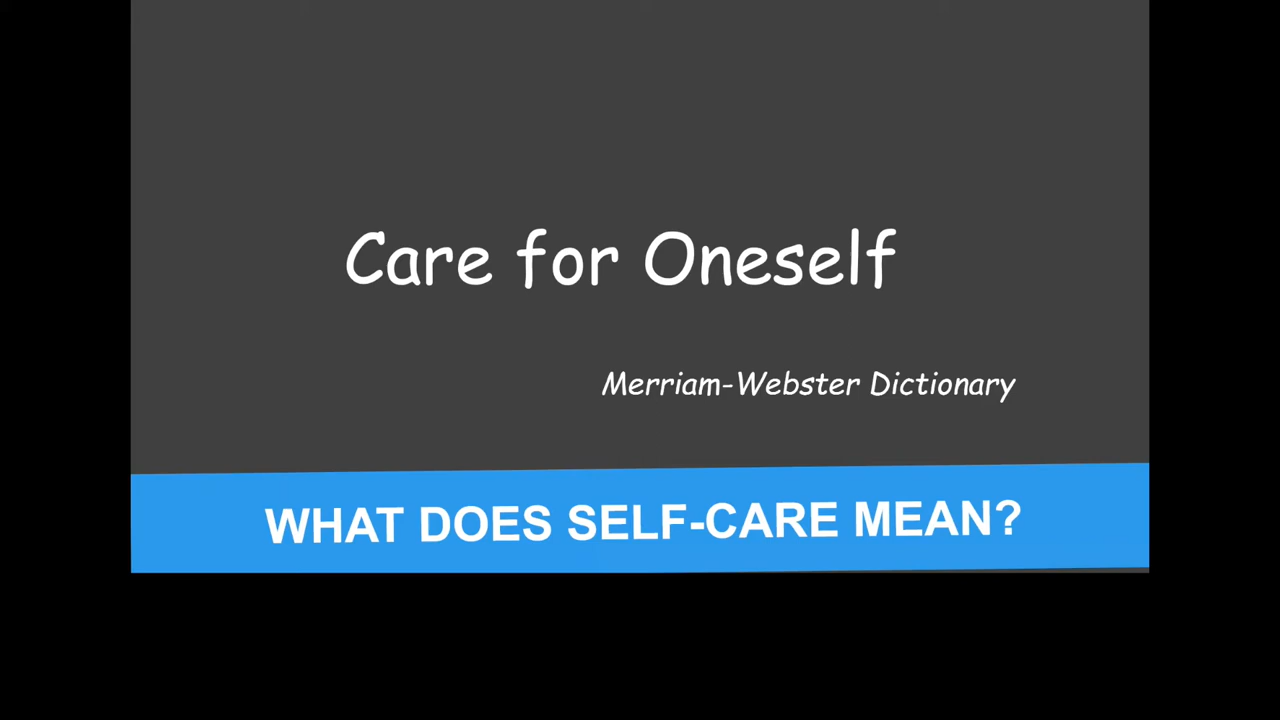 Care for Oneself
Merriam-Webster Dictionary
WHAT DOES SELF-CARE MEAN?